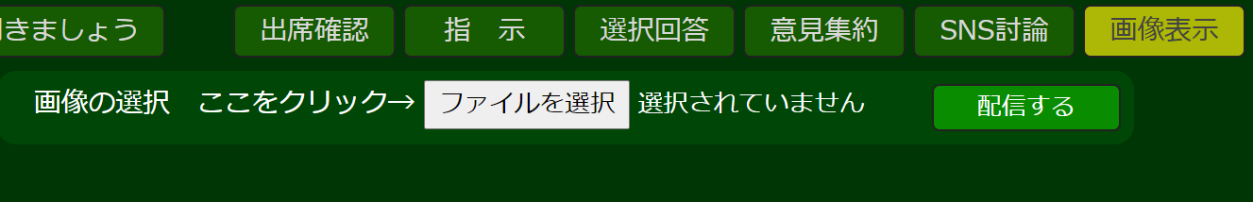 きましょう 出席確認 指　示 選択回答 意見集約 SNS討論 画像表示
画像の選択　ここをクリック→ ファイルを選択 選択されていません 配信する